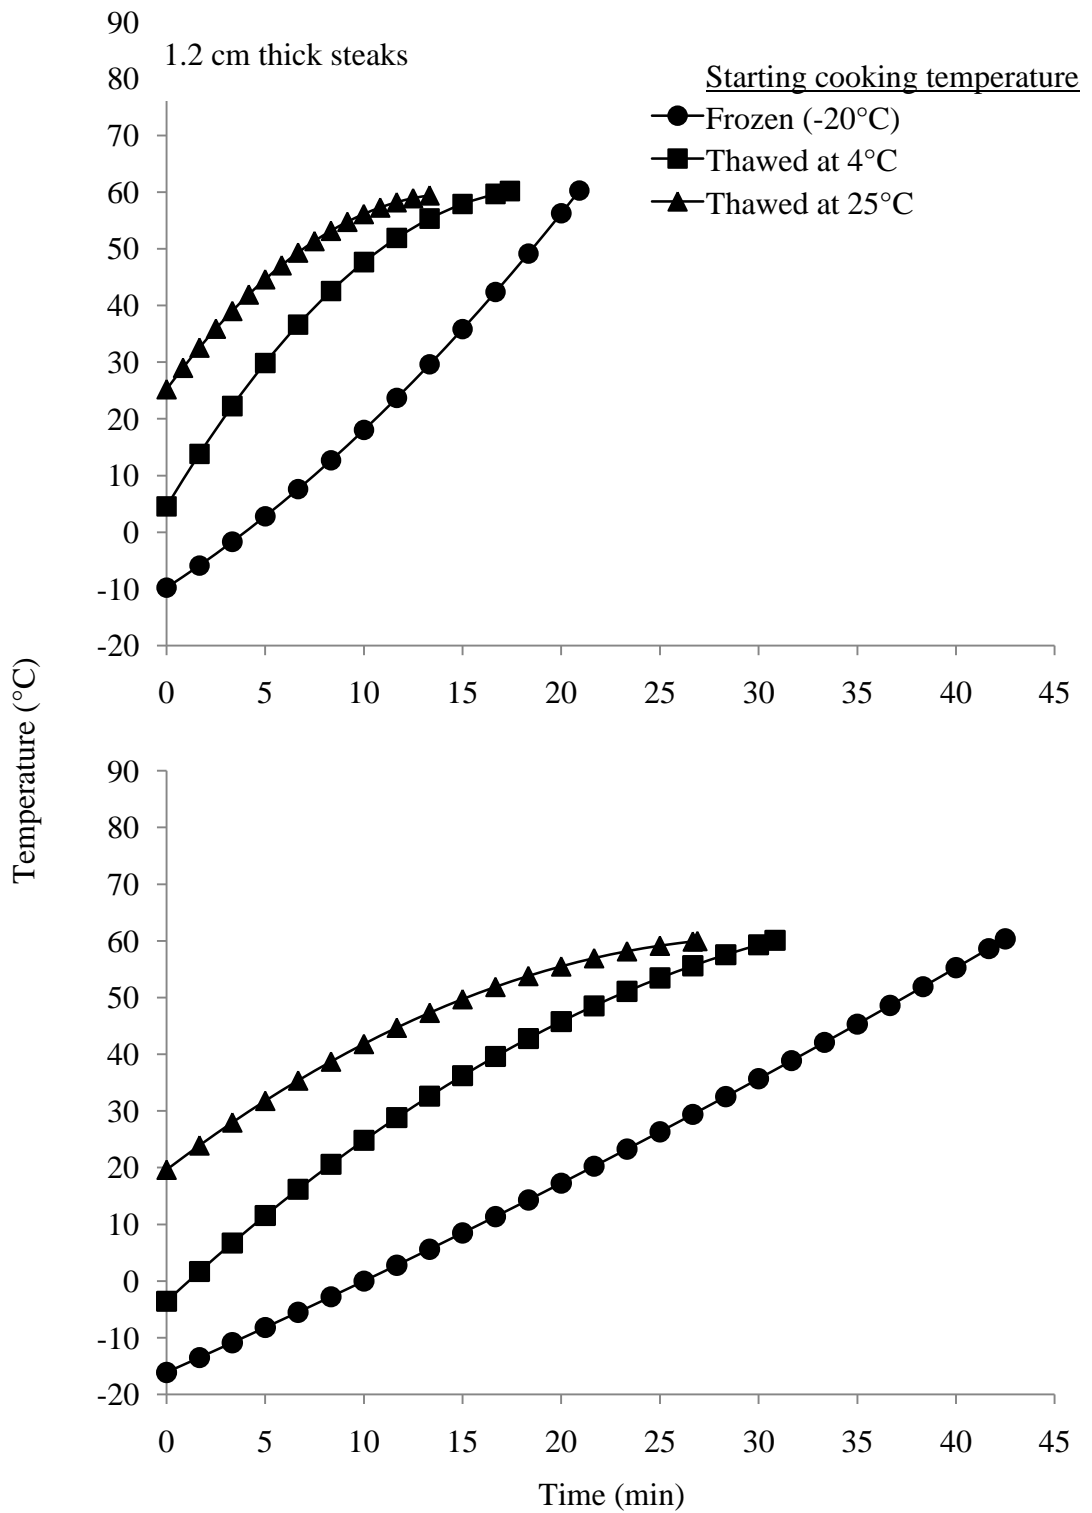 90
1.2 cm thick steaks
80
Starting cooking temperature
Frozen (-20°C)
Thawed at 4°C
Thawed at 25°C
70
60
50
40
30
20
10
0
-10
-20
0 5 10 15 20 25 30 35 40 45
Temperature (°C)
90
80
70
60
50
40
30
20
10
0
-10
-20
0 5 10 15 20 25 30 35 40 45
Time (min)